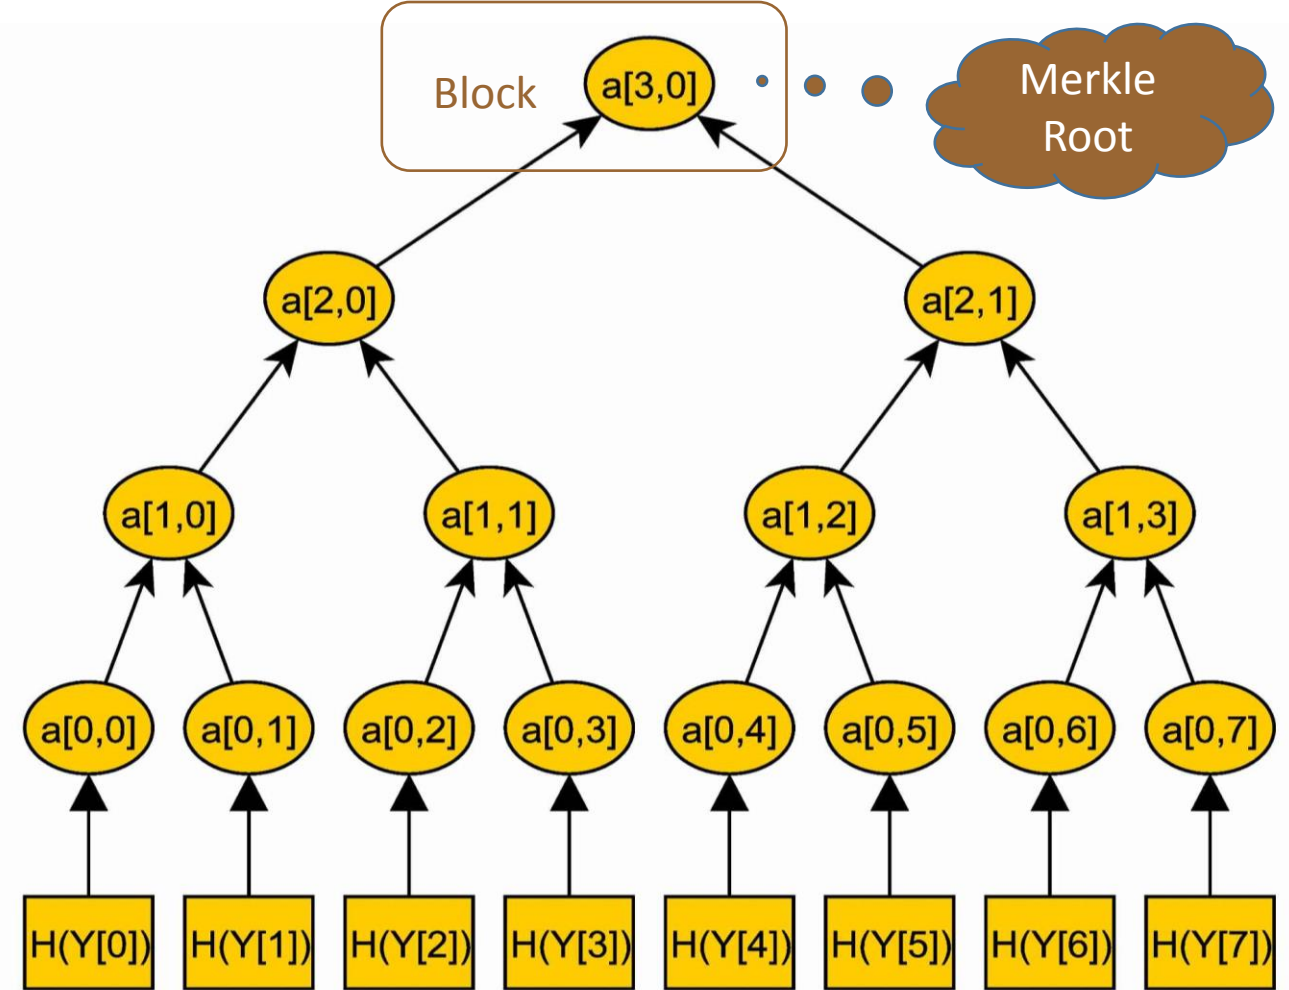 Block
a[3,0]
Merkle
Root
a[2,0]
a[2,1]
a[1,0]
a[1,1]
a[1,2]
a[1,3]
a[0,0]
a[0,1]
a[0,2]
a[0,3]
a[0,4]
a[0,5]
a[0,6]
a[0,7]
H(Y[0])
H(Y[1])
H(Y[2])
H(Y[3])
H(Y[4])
H(Y[5])
H(Y[6])
H(Y[7])